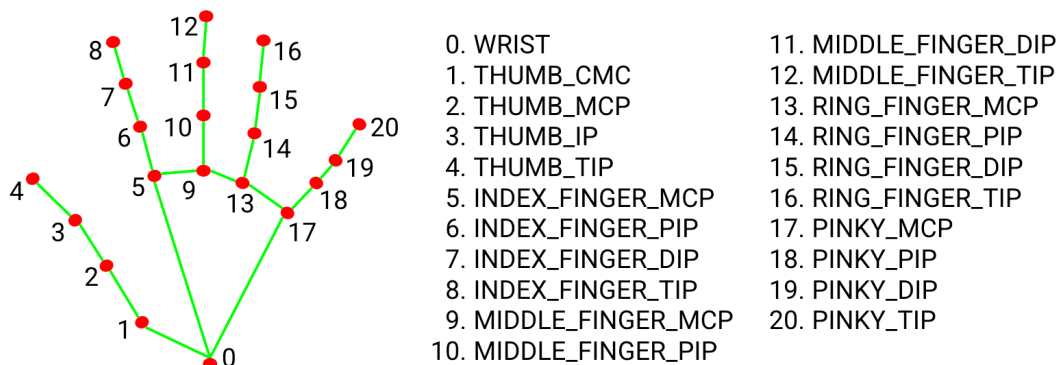 12
8
16
11
7
15
20
6
10
14
19
4
5
9
13
18
3
17
2
1
0
0. WRIST
1. THUMB_CMC
2. THUMB_MCP
3. THUMB_IP
4. THUMB_TIP
5. INDEX_FINGER_MCP
6. INDEX_FINGER_PIP
7. INDEX_FINGER_DIP
8. INDEX_FINGER_TIP
9. MIDDLE_FINGER_MCP
10. MIDDLE_FINGER_PIP
11. MIDDLE_FINGER_DIP
12. MIDDLE_FINGER_TIP
13. RING_FINGER_MCP
14. RING_FINGER_PIP
15. RING_FINGER_DIP
16. RING_FINGER_TIP
17. PINKY_MCP
18. PINKY_PIP
19. PINKY_DIP
20. PINKY_TIP